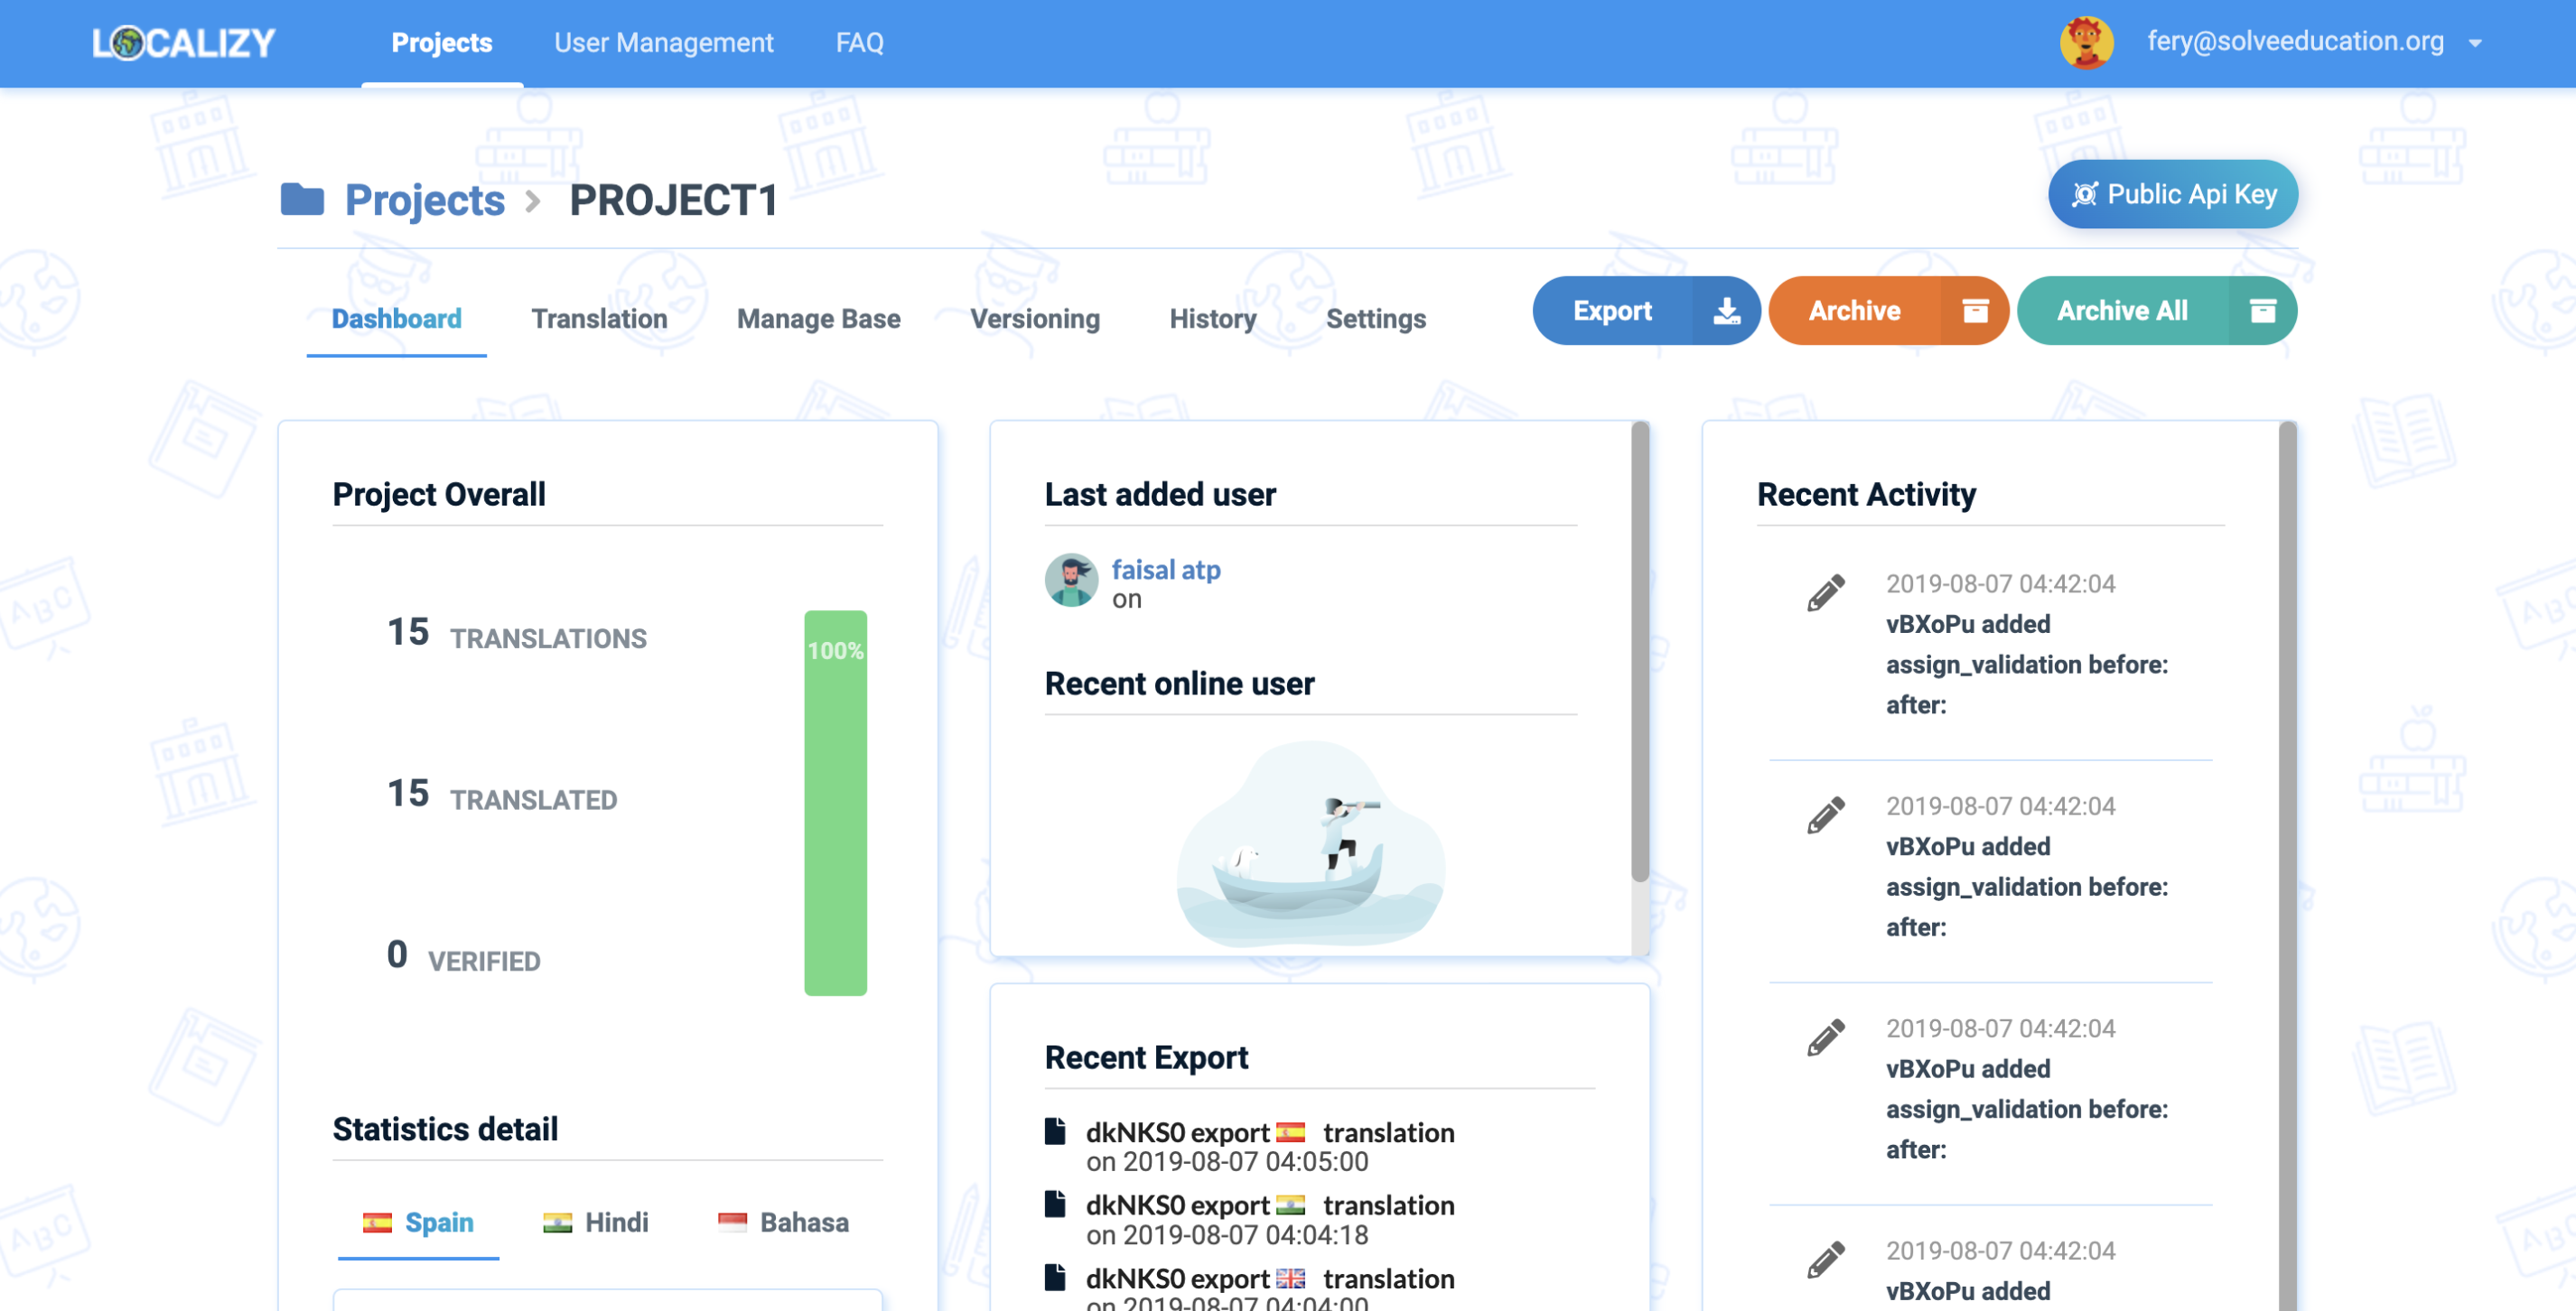 LOCALIZY
Projects
User Management
FAQ
fery@solveeducation.org
Projects
PROJECT1
Public Api Key
Dashboard
Translation
Manage Base
Versioning
History
Settings
Export
Archive
Archive All
Project Overall
15 TRANSLATIONS
100%
15 TRANSLATED
0 VERIFIED
Statistics detail
Spain
Hindi
Bahasa
Last added user
faisal atp
on
Recent online user
Recent Export
dkNKS0 export translation
on 2019-08-07 04:05:00
dkNKS0 export translation
on 2019-08-07 04:04:18
dkNKS0 export translation
on 2019-08-07 04:04:00
Recent Activity
2019-08-07 04:42:04
vBXoPu added
assign_validation before:
after:
2019-08-07 04:42:04
vBXoPu added
assign_validation before:
after:
2019-08-07 04:42:04
vBXoPu added
assign_validation before:
after:
2019-08-07 04:42:04
vBXoPu added
ABC
ABC
ABC
ABC